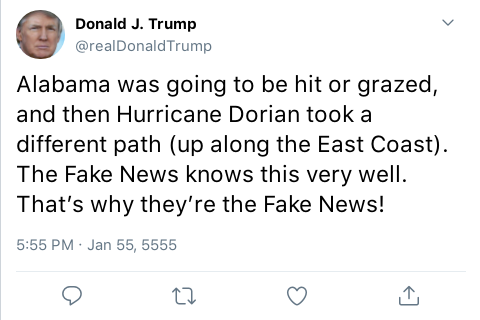 Donald J. Trump
@realDonaldTrump
Alabama was going to be hit or grazed,
and then Hurricane Dorian took a
different path (up along the East Coast).
The Fake News knows this very well.
That’s why they’re the Fake News!
5:55 PM · Jan 55, 5555